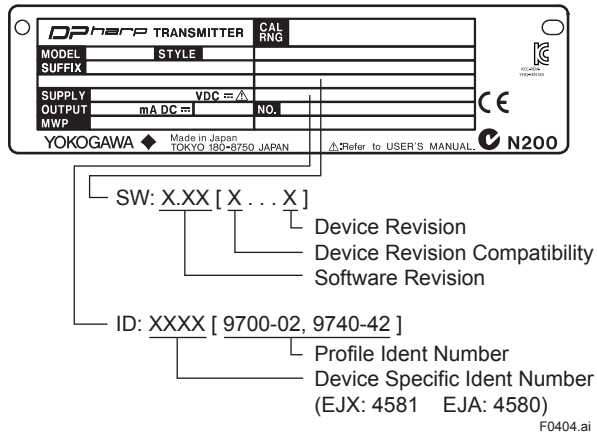 DPharp TRANSMITTER
CAL RNG
MODEL STYLE
SUFFIX
SUPPLY VDC ⎓ ⚠
OUTPUT mA DC ⎓ NO.
MWP
CE
YOKOGAWA ◆ Made in Japan
TOKYO 180-8750 JAPAN
⚠:Refer to USER'S MANUAL.
N200
SW: X.XX [ X . . . X ]
Device Revision
Device Revision Compatibility
Software Revision
ID: XXXX [ 9700-02, 9740-42 ]
Profile Ident Number
Device Specific Ident Number
(EJX: 4581 EJA: 4580)
F0404.ai